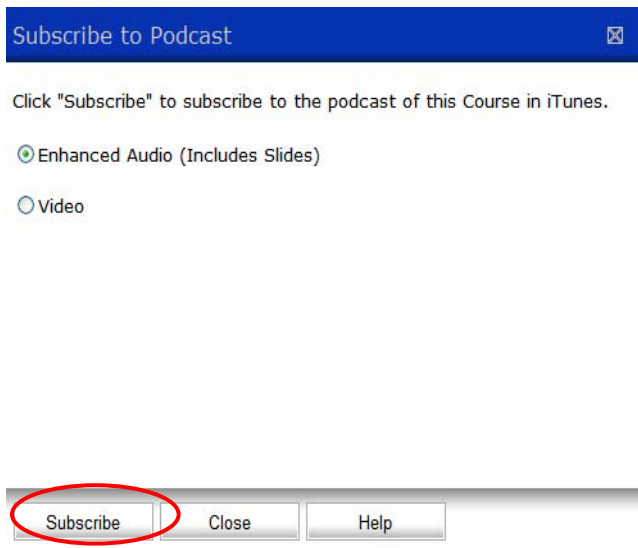 Subscribe to Podcast
Click "Subscribe" to subscribe to the podcast of this Course in iTunes.
Enhanced Audio (Includes Slides)
Video
Subscribe Close Help